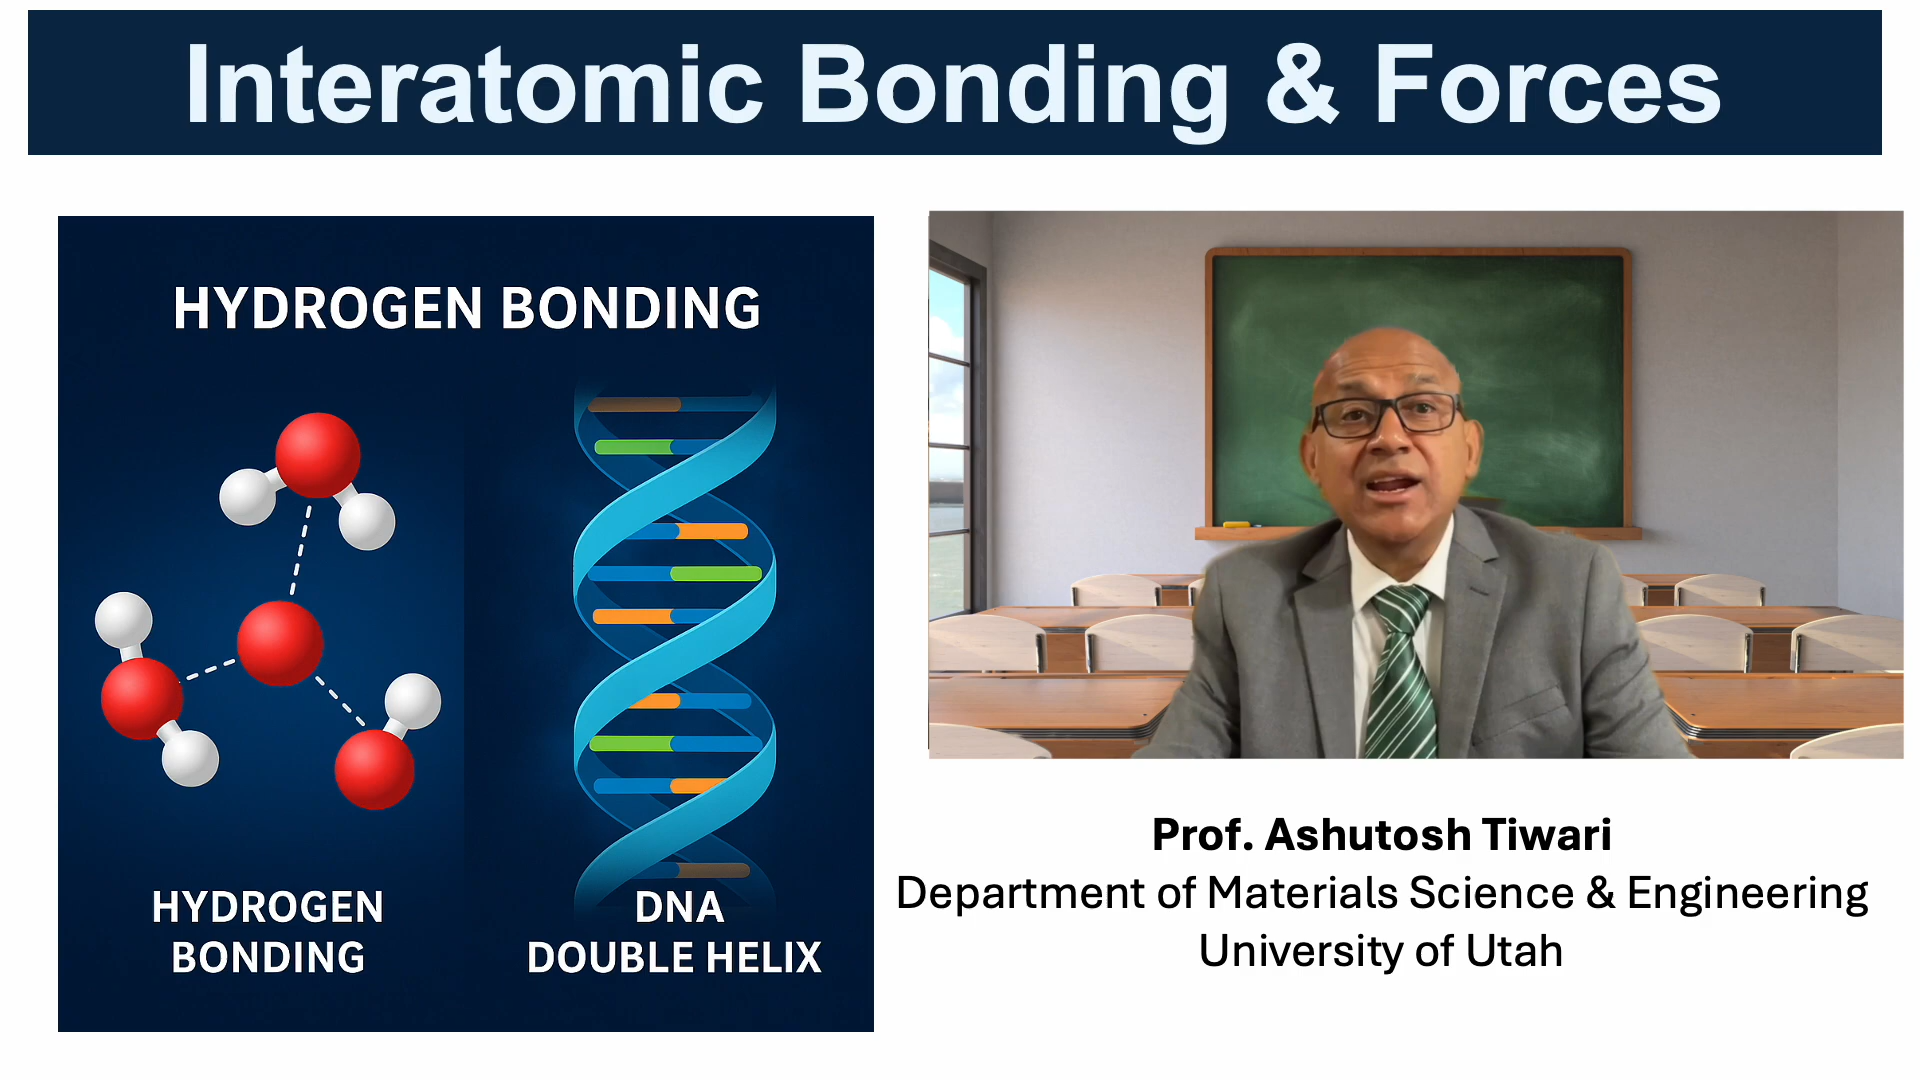 Interatomic Bonding & Forces
HYDROGEN BONDING
HYDROGEN
BONDING
DNA
DOUBLE HELIX
Prof. Ashutosh Tiwari
Department of Materials Science & Engineering
University of Utah